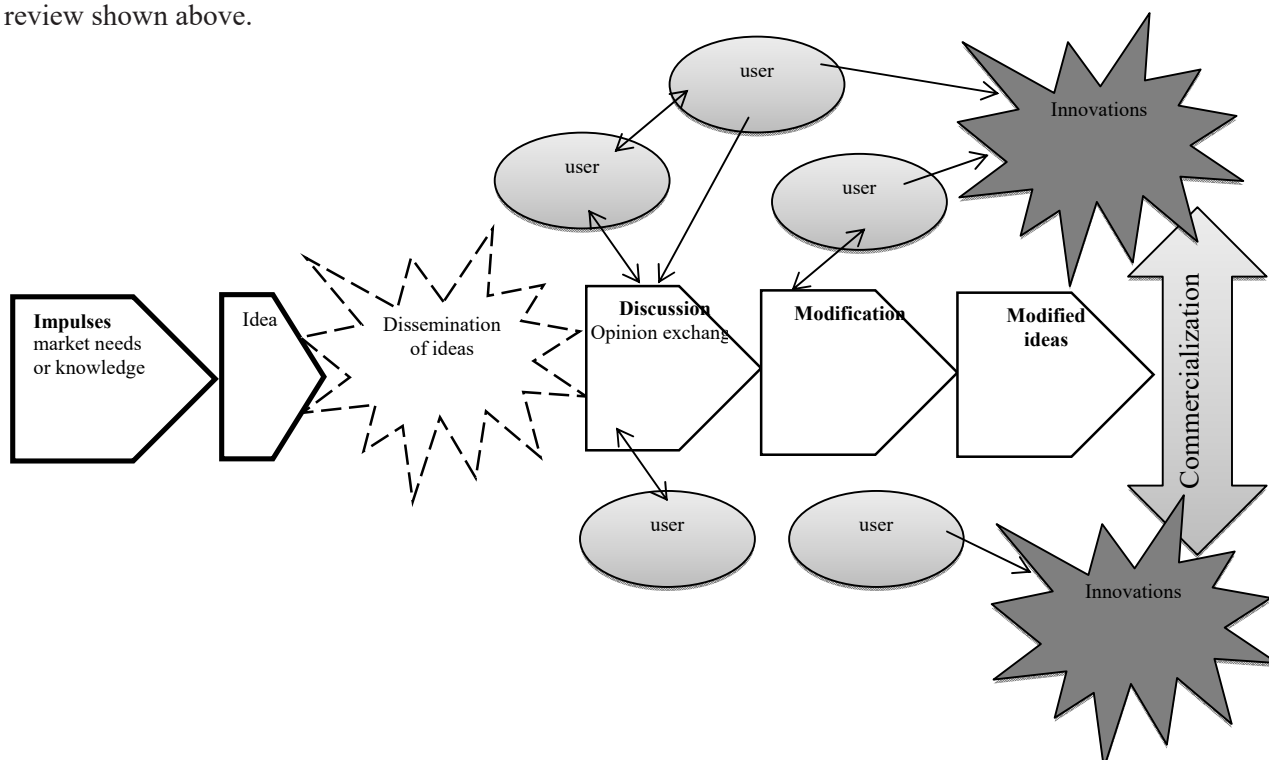 review shown above.
user
Innovations
user
user
Impulses
market needs
or knowledge
Idea
Dissemination
of ideas
Discussion
Opinion exchang
Modification
Modified
ideas
Commercialization
user
user
Innovations